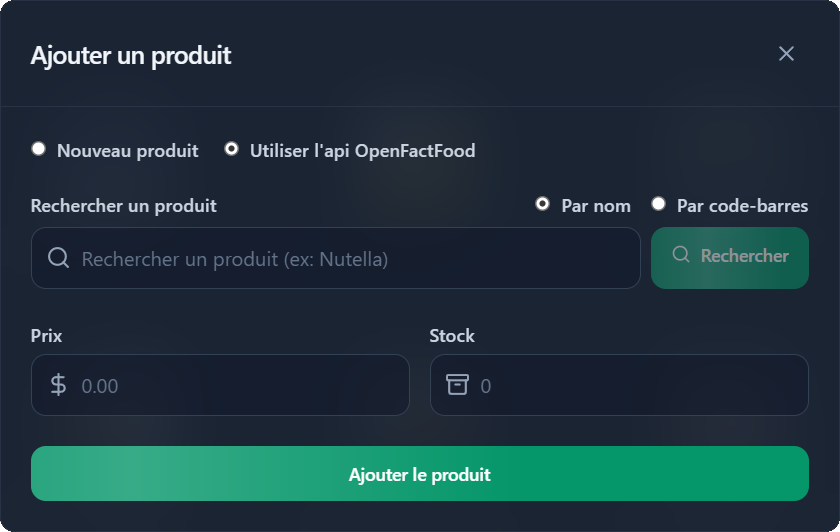 Ajouter un produit
Nouveau produit Utiliser l'api OpenFactFood
Rechercher un produit Par nom Par code-barres
Rechercher un produit (ex: Nutella) Rechercher
Prix Stock
$ 0.00 0
Ajouter le produit